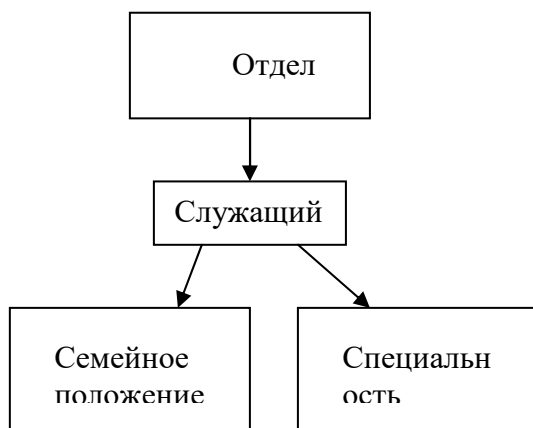 Отдел
Служащий
Семейное
положение
Специальн
ость